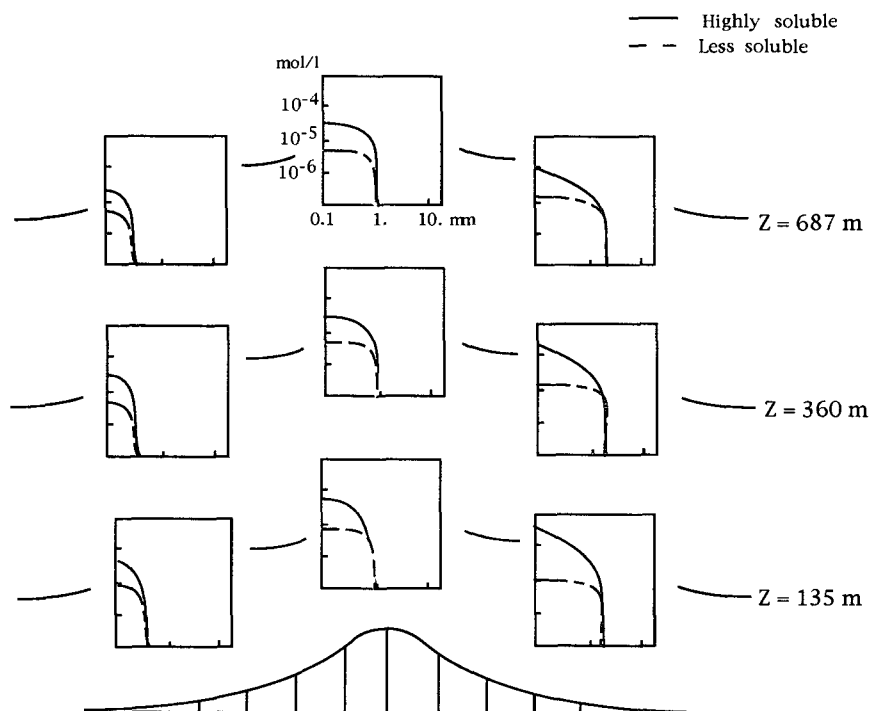 Highly soluble
Less soluble
mol/l
10-4
10-5
10-6
0.1 1. 10. mm
Z = 687 m
Z = 360 m
Z = 135 m